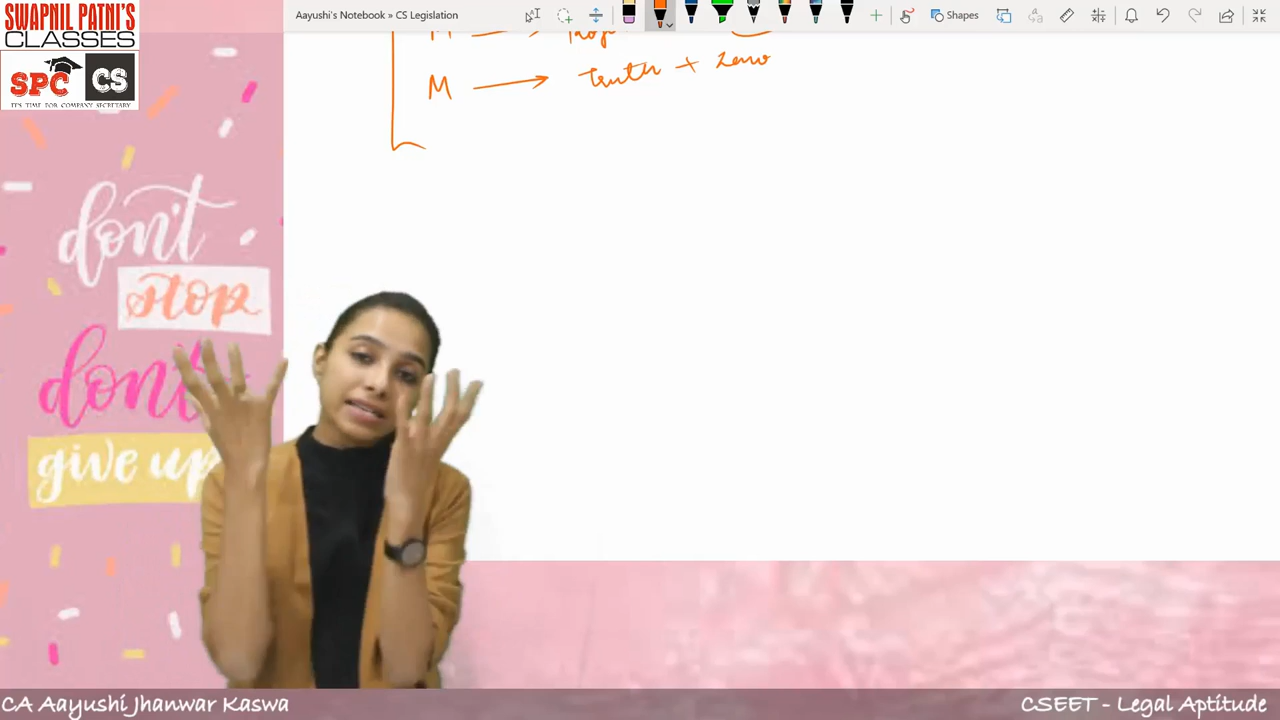 SWAPNIL PATNI'S
CLASSES
SPC CS
IT'S TIME FOR COMPANY SECRETARY
Aayushi's Notebook » CS Legislation
Shapes
M → Truth +
don't
stop
don't
give up
CA Aayushi Jhanwar Kaswa
CSEET - Legal Aptitude